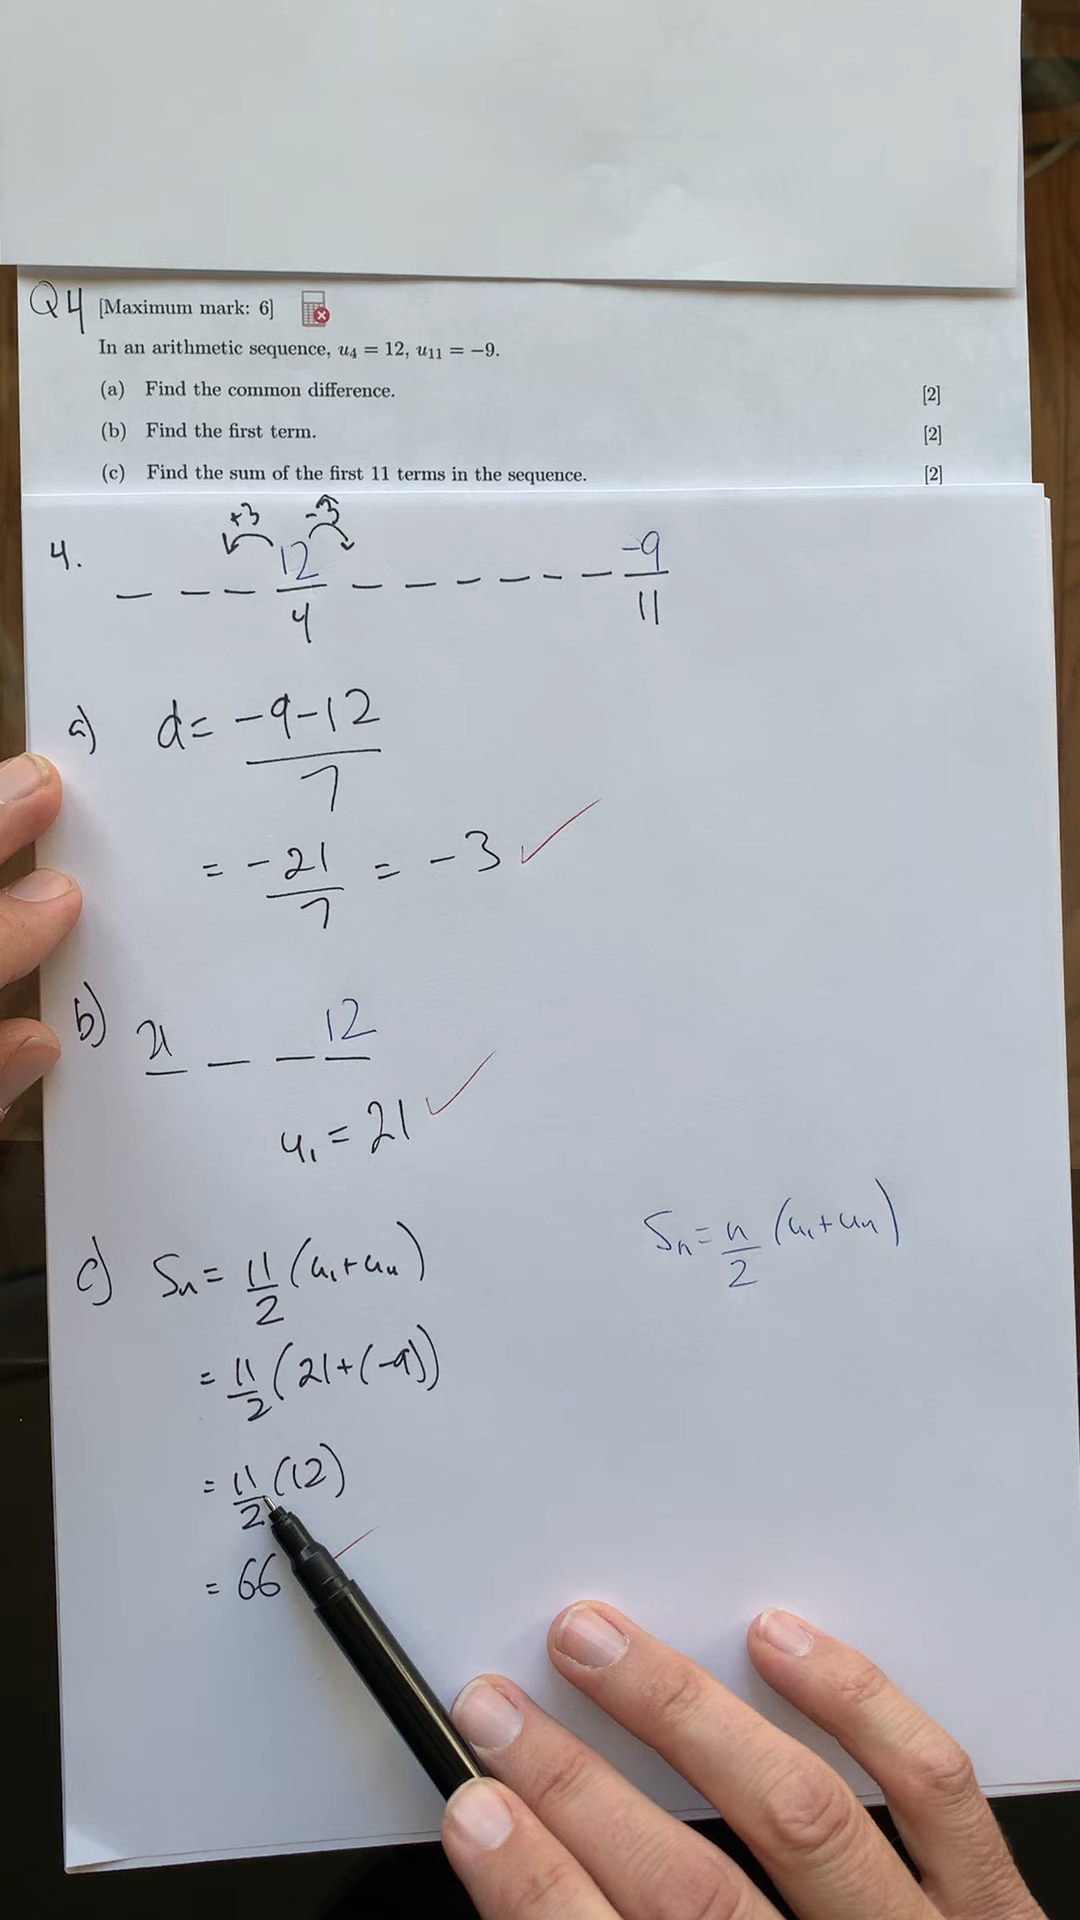 Q4 [Maximum mark: 6]
In an arithmetic sequence, u₄ = 12, u₁₁ = −9.
(a) Find the common difference. [2]
(b) Find the first term. [2]
(c) Find the sum of the first 11 terms in the sequence. [2]
+3 -3
4. _ _ _ 12/4 _ _ _ _ _ _ -9/11
a) d = (-9-12)/7
= -21/7 = -3 ✓
b) 21 _ _ 12
u₁ = 21 ✓
c) Sn = 11/2 (u₁+un)
Sn = n/2 (u₁+un)
= 11/2 (21+(-9))
= 11/2 (12)
= 66